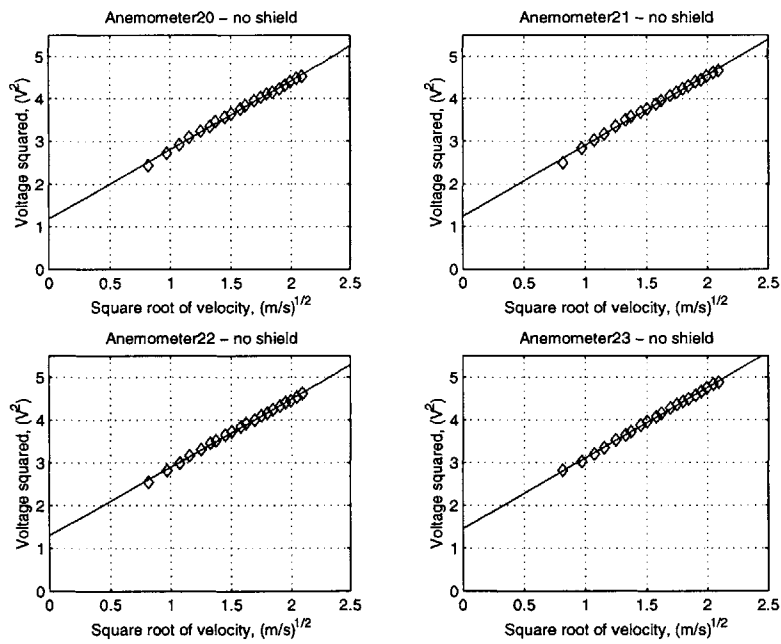 Anemometer20 – no shield
Voltage squared, (V²)
5
4
3
2
1
0
0 0.5 1 1.5 2 2.5
Square root of velocity, (m/s)^1/2
Anemometer21 – no shield
Voltage squared, (V²)
5
4
3
2
1
0
0 0.5 1 1.5 2 2.5
Square root of velocity, (m/s)^1/2
Anemometer22 – no shield
Voltage squared, (V²)
5
4
3
2
1
0
0 0.5 1 1.5 2 2.5
Square root of velocity, (m/s)^1/2
Anemometer23 – no shield
Voltage squared, (V²)
5
4
3
2
1
0
0 0.5 1 1.5 2 2.5
Square root of velocity, (m/s)^1/2